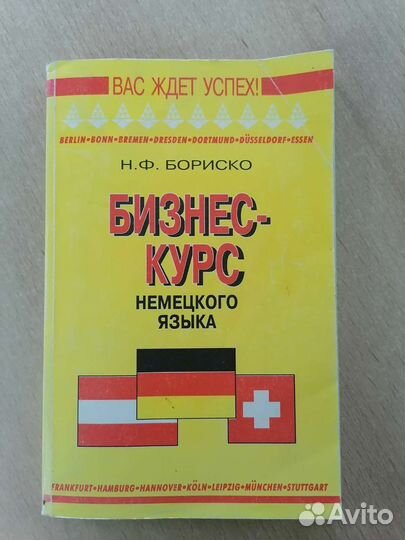 ВАС ЖДЕТ УСПЕХ!
BERLIN•BONN•BREMEN•DRESDEN•DORTMUND•DÜSSELDORF•ESSEN
Н.Ф. БОРИСКО
БИЗНЕС-
КУРС
НЕМЕЦКОГО
ЯЗЫКА
FRANKFURT•HAMBURG•HANNOVER•KÖLN•LEIPZIG•MÜNCHEN•STUTTGART
Avito